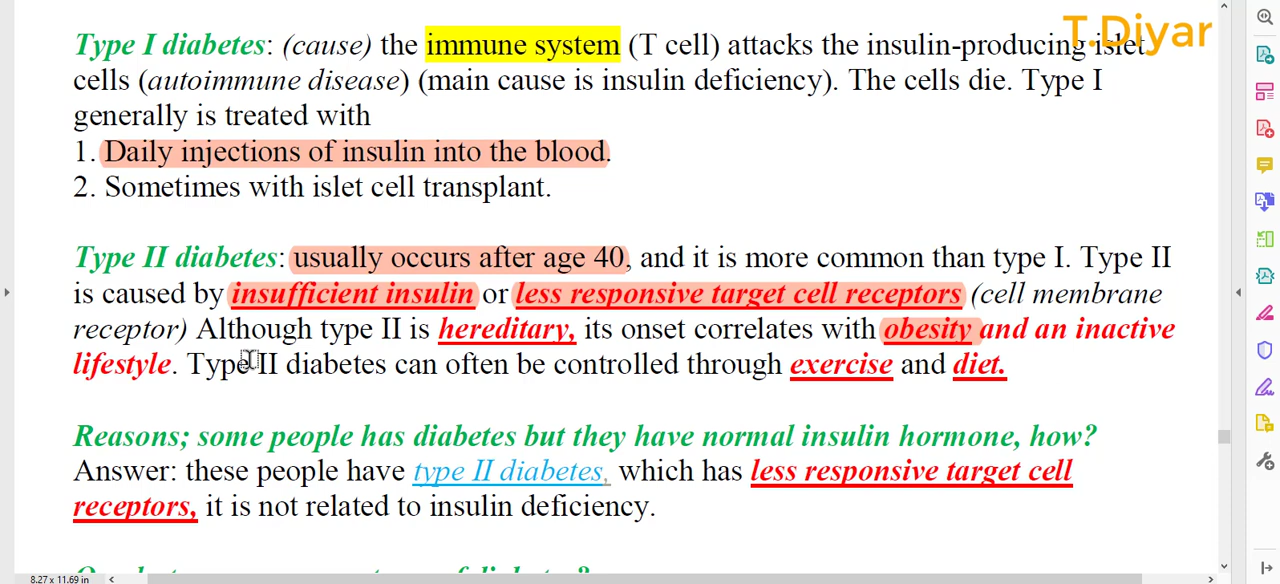 T.Diyar
Type I diabetes: (cause) the immune system (T cell) attacks the insulin-producing islet
cells (autoimmune disease) (main cause is insulin deficiency). The cells die. Type I
generally is treated with
1. Daily injections of insulin into the blood.
2. Sometimes with islet cell transplant.
Type II diabetes: usually occurs after age 40, and it is more common than type I. Type II
is caused by insufficient insulin or less responsive target cell receptors (cell membrane
receptor) Although type II is hereditary, its onset correlates with obesity and an inactive
lifestyle. Type II diabetes can often be controlled through exercise and diet.
Reasons; some people has diabetes but they have normal insulin hormone, how?
Answer: these people have type II diabetes, which has less responsive target cell
receptors, it is not related to insulin deficiency.
8.27 x 11.69 in